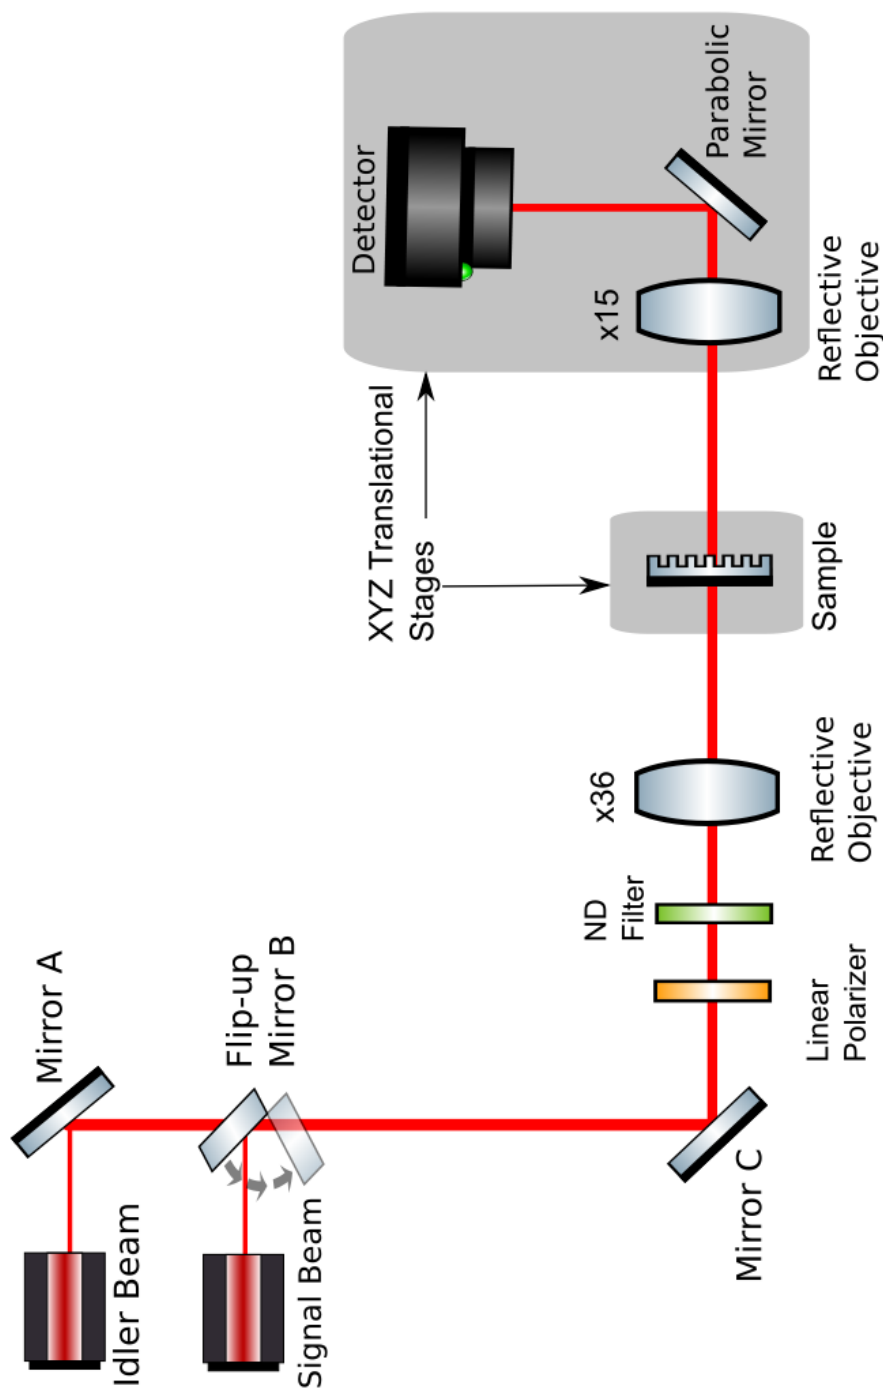 Idler Beam
Mirror A
Signal Beam
Flip-up
Mirror B
Mirror C
Linear
Polarizer
ND
Filter
x36
Reflective
Objective
XYZ Translational
Stages
Sample
x15
Reflective
Objective
Detector
Parabolic
Mirror